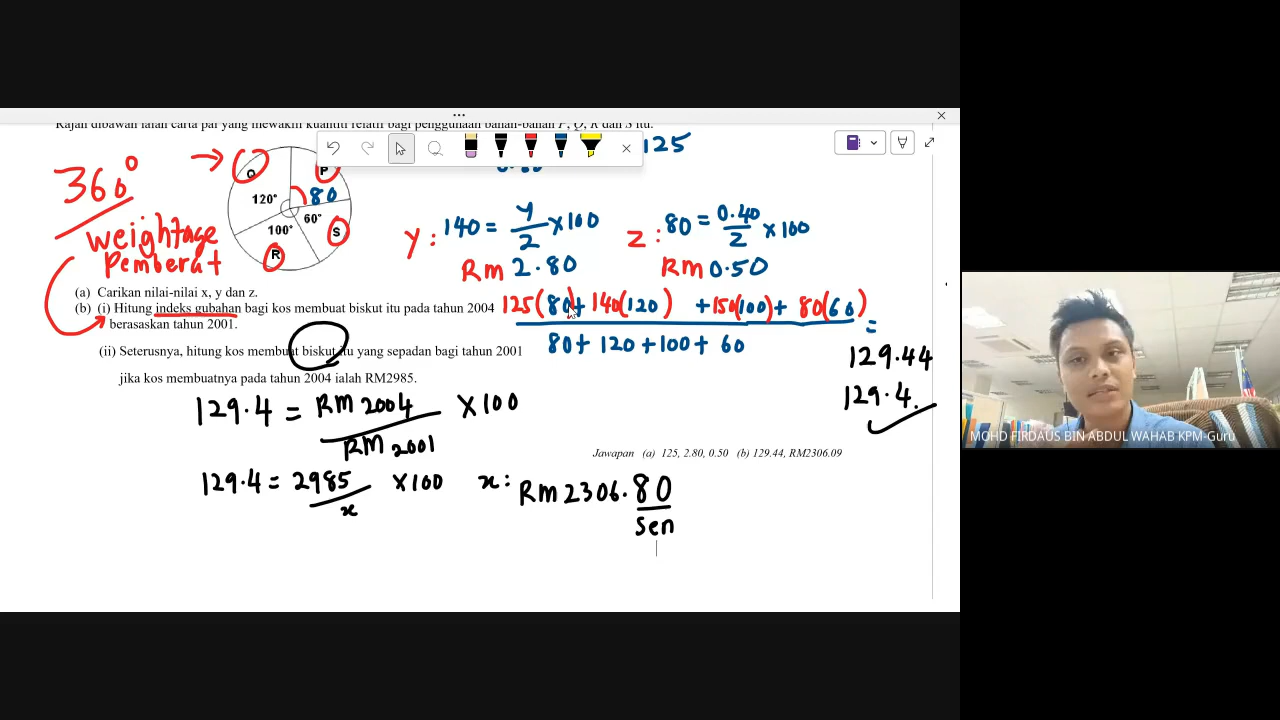 Rajah dibawah ialah carta pai yang mewakili kuantiti relatif bagi penggunaan bahan-bahan P, Q, R dan S itu.
125
0.80
360°
Q
P
120°
80
60°
100°
S
R
weightage
Pemberat
y: 140 = y/2 x100
Rm 2.80
z: 80 = 0.40/z x100
Rm 0.50
(a) Carikan nilai-nilai x, y dan z.
(b) (i) Hitung indeks gubahan bagi kos membuat biskut itu pada tahun 2004
berasaskan tahun 2001.
125(80)+ 140(120) +150(100)+ 80(60) =
80+ 120 +100 + 60
129.44
129.4.
(ii) Seterusnya, hitung kos membuat biskut itu yang sepadan bagi tahun 2001
jika kos membuatnya pada tahun 2004 ialah RM2985.
129.4 = RM 2004 x100
RM 2001
Jawapan (a) 125, 2.80, 0.50 (b) 129.44, RM2306.09
129.4 = 2985 x100
x
x: Rm 2306.80
sen
MOHD FIRDAUS BIN ABDUL WAHAB KPM-Guru